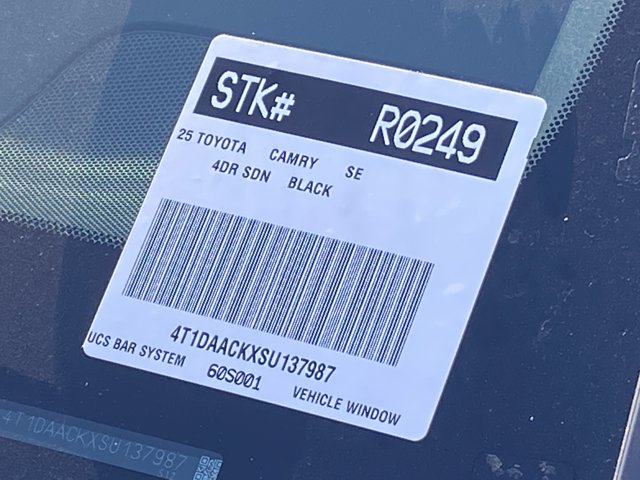 STK# R0249
25 TOYOTA CAMRY SE
4DR SDN BLACK
4T1DAACKXSU137987
UCS BAR SYSTEM 60S001 VEHICLE WINDOW
4T1DAACKXSU137987